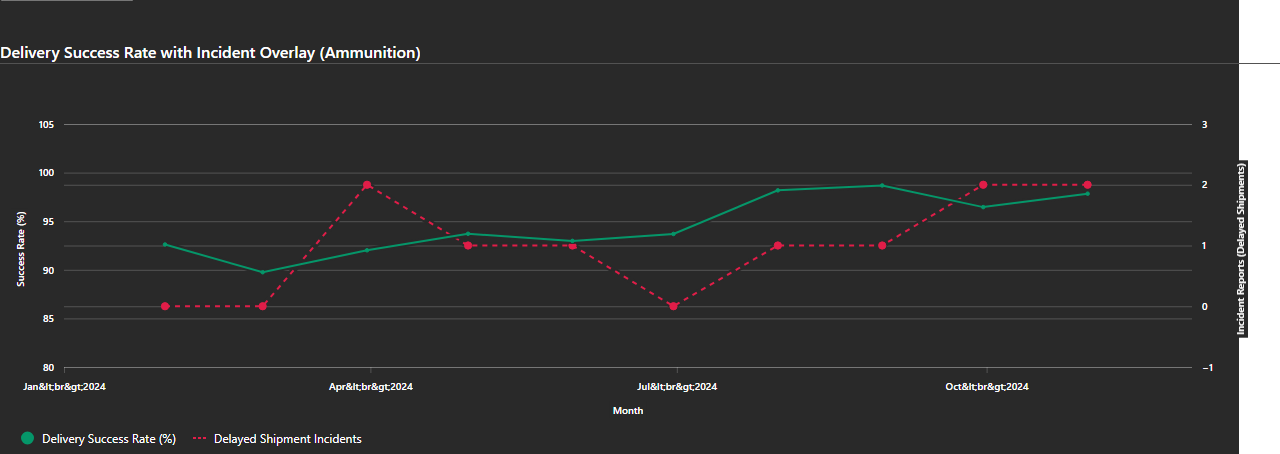 Delivery Success Rate with Incident Overlay (Ammunition)
105
100
95
90
85
80
Success Rate (%)
3
2
1
0
−1
Incident Reports (Delayed Shipments)
Jan&lt;br&gt;2024
Apr&lt;br&gt;2024
Jul&lt;br&gt;2024
Oct&lt;br&gt;2024
Month
Delivery Success Rate (%)
Delayed Shipment Incidents